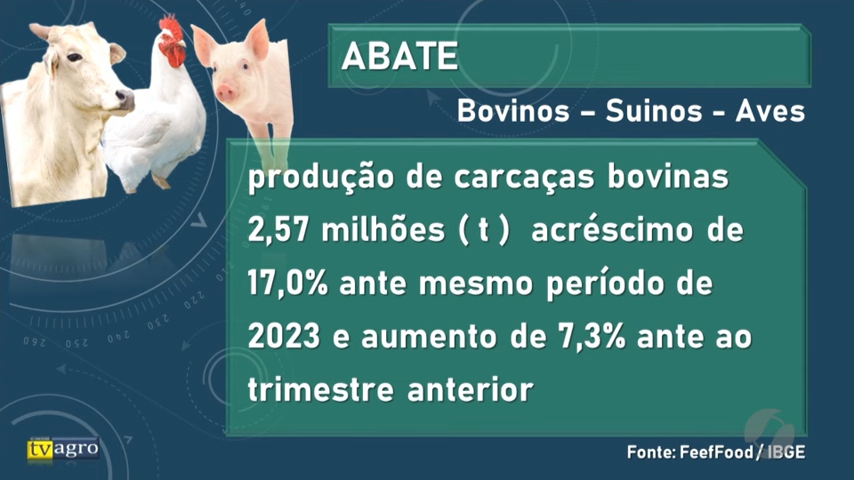 ABATE
Bovinos – Suinos - Aves
produção de carcaças bovinas
2,57 milhões ( t ) acréscimo de
17,0% ante mesmo período de
2023 e aumento de 7,3% ante ao
trimestre anterior
260
tvagro
Fonte: FeefFood / IBGE